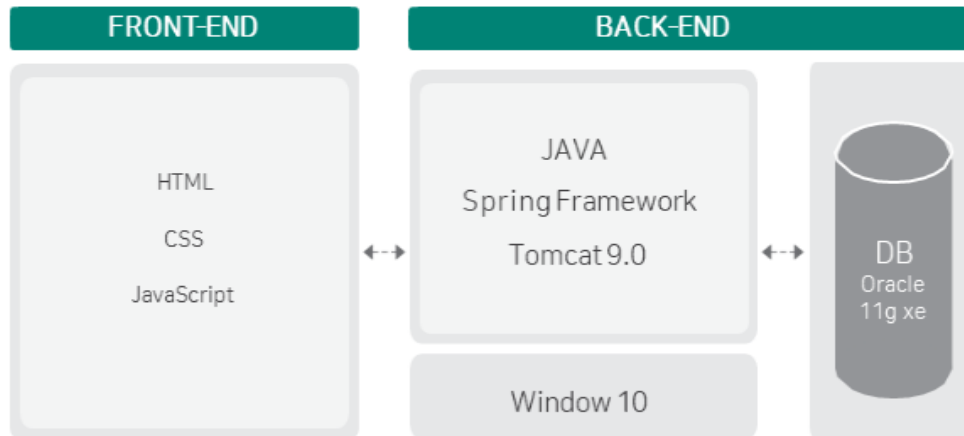 FRONT-END
BACK-END
HTML
CSS
JavaScript
JAVA
Spring Framework
Tomcat 9.0
Window 10
DB
Oracle
11g xe